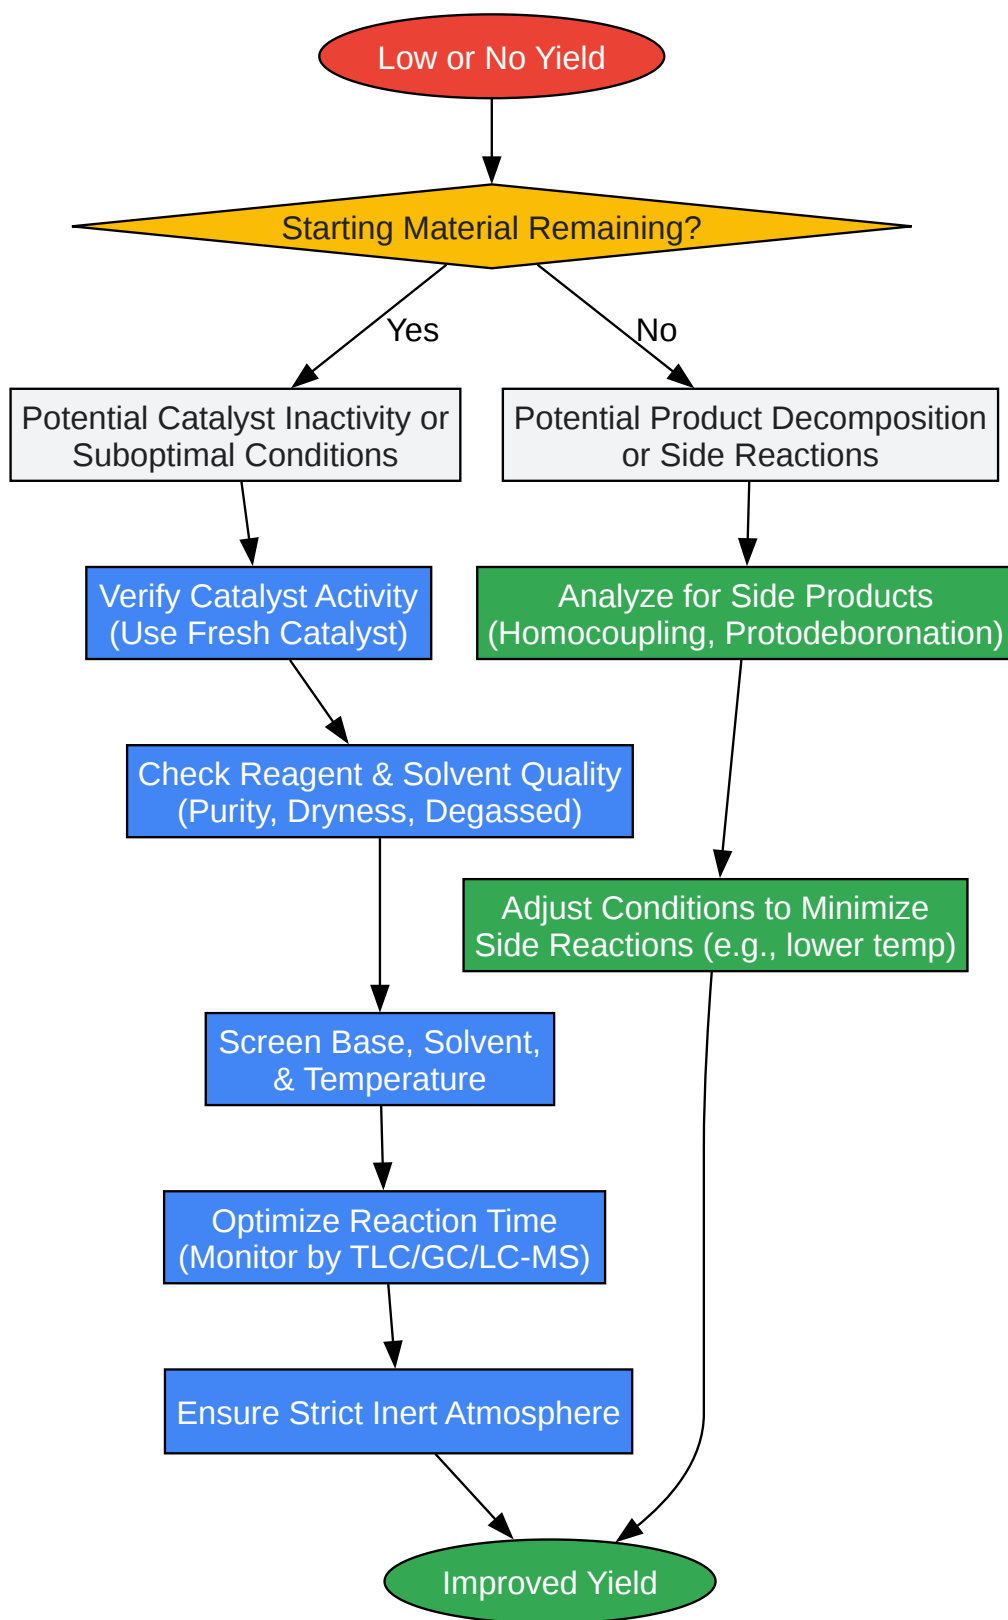 Low or No Yield
Starting Material Remaining?
Yes
No
Potential Catalyst Inactivity or
Suboptimal Conditions
Potential Product Decomposition
or Side Reactions
Verify Catalyst Activity
(Use Fresh Catalyst)
Analyze for Side Products
(Homocoupling, Protodeboronation)
Check Reagent & Solvent Quality
(Purity, Dryness, Degassed)
Adjust Conditions to Minimize
Side Reactions (e.g., lower temp)
Screen Base, Solvent,
& Temperature
Optimize Reaction Time
(Monitor by TLC/GC/LC-MS)
Ensure Strict Inert Atmosphere
Improved Yield